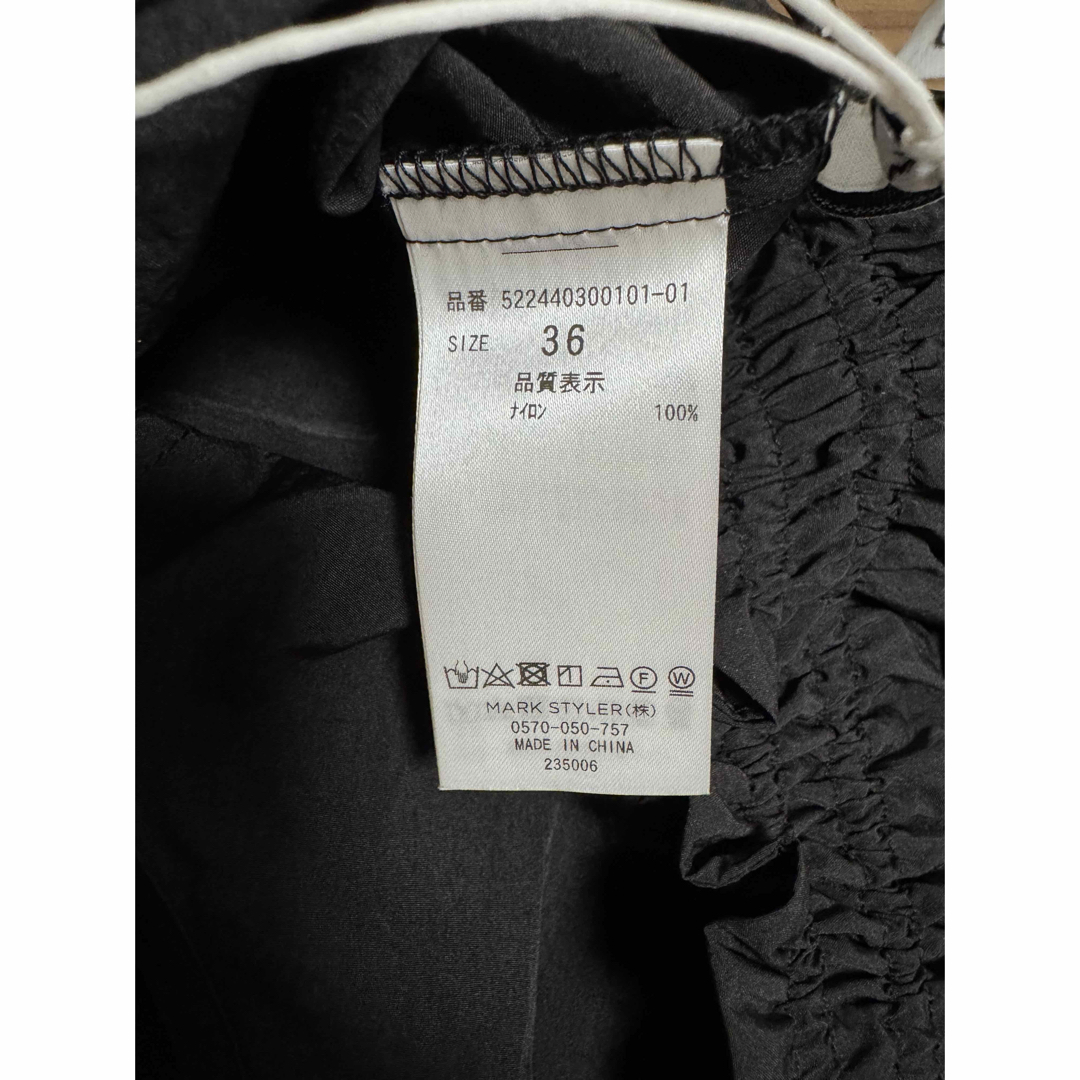 品番 522440300101-01
SIZE 36
品質表示
ﾅｲﾛﾝ 100%
F W
MARK STYLER(株)
0570-050-757
MADE IN CHINA
235006